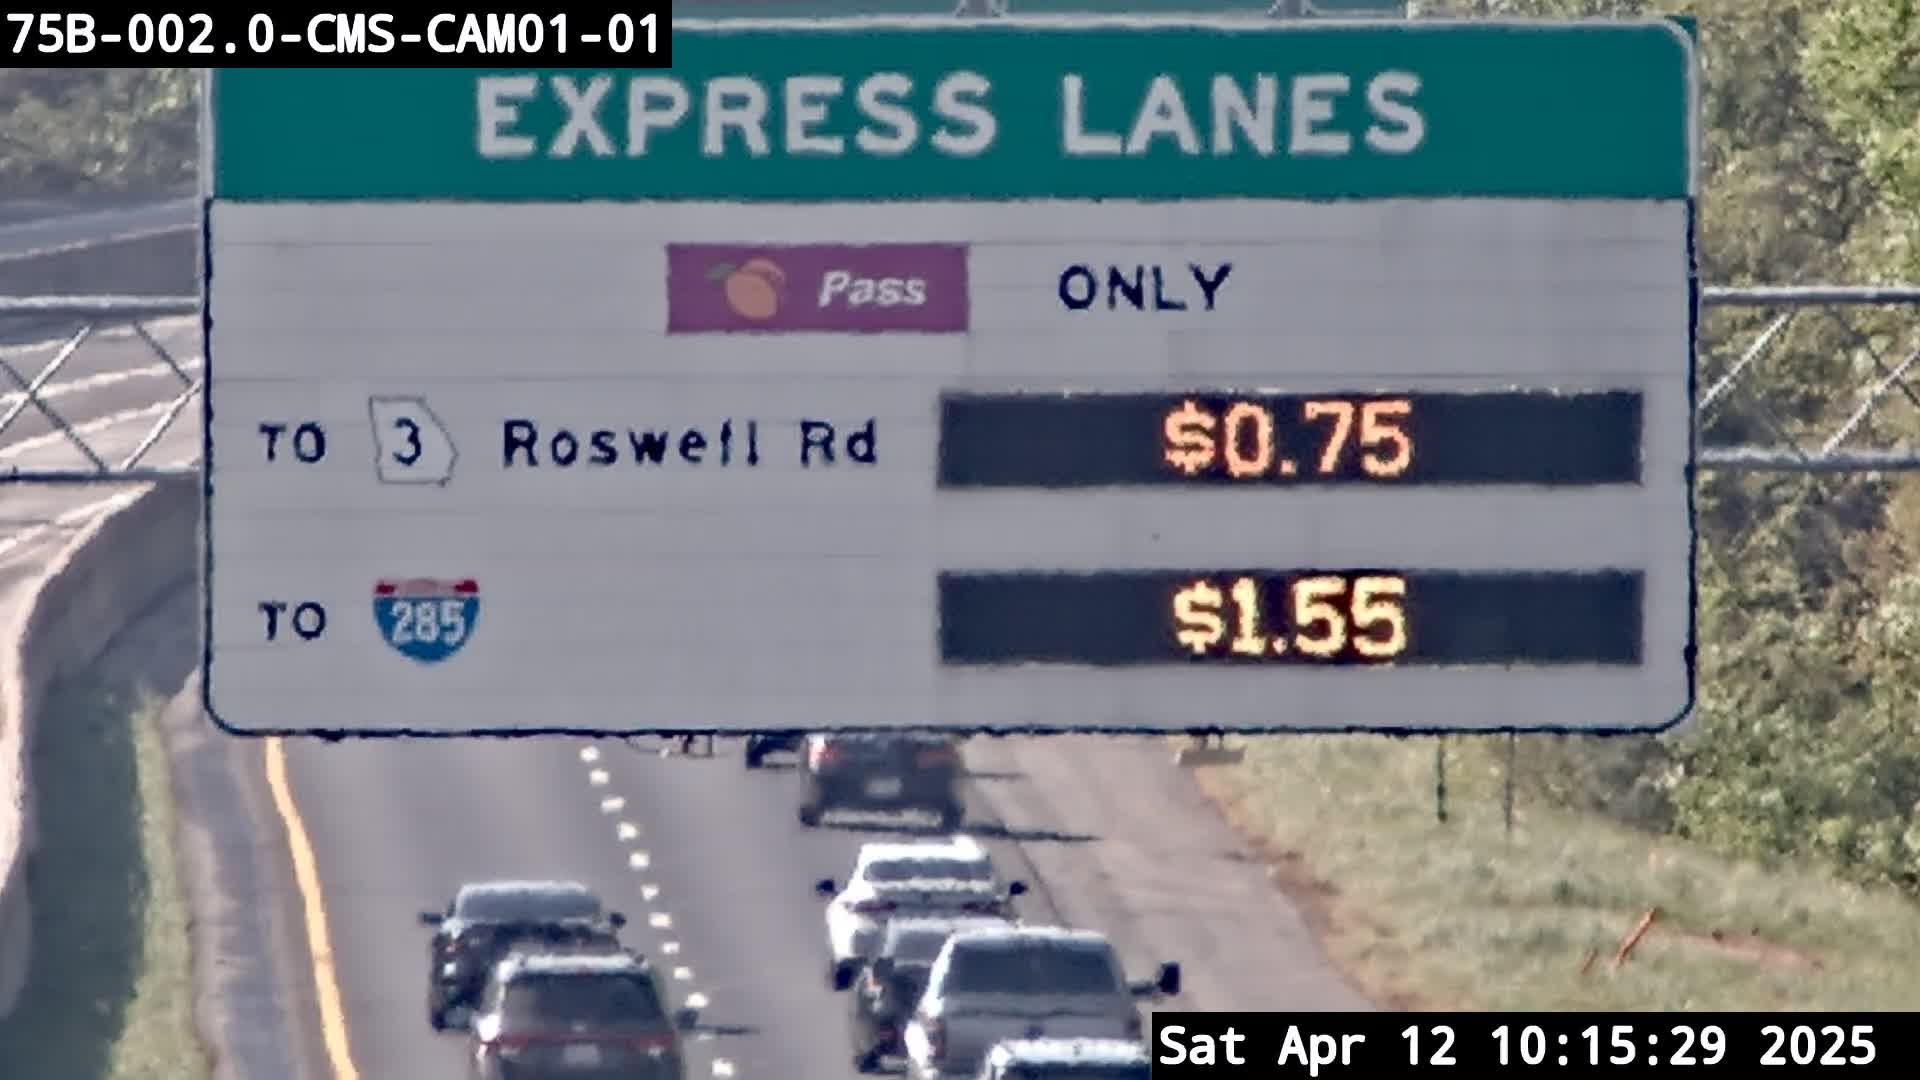 75B-002.0-CMS-CAM01-01
EXPRESS LANES
Pass ONLY
TO 3 Roswell Rd $0.75
TO 285 $1.55
Sat Apr 12 10:15:29 2025